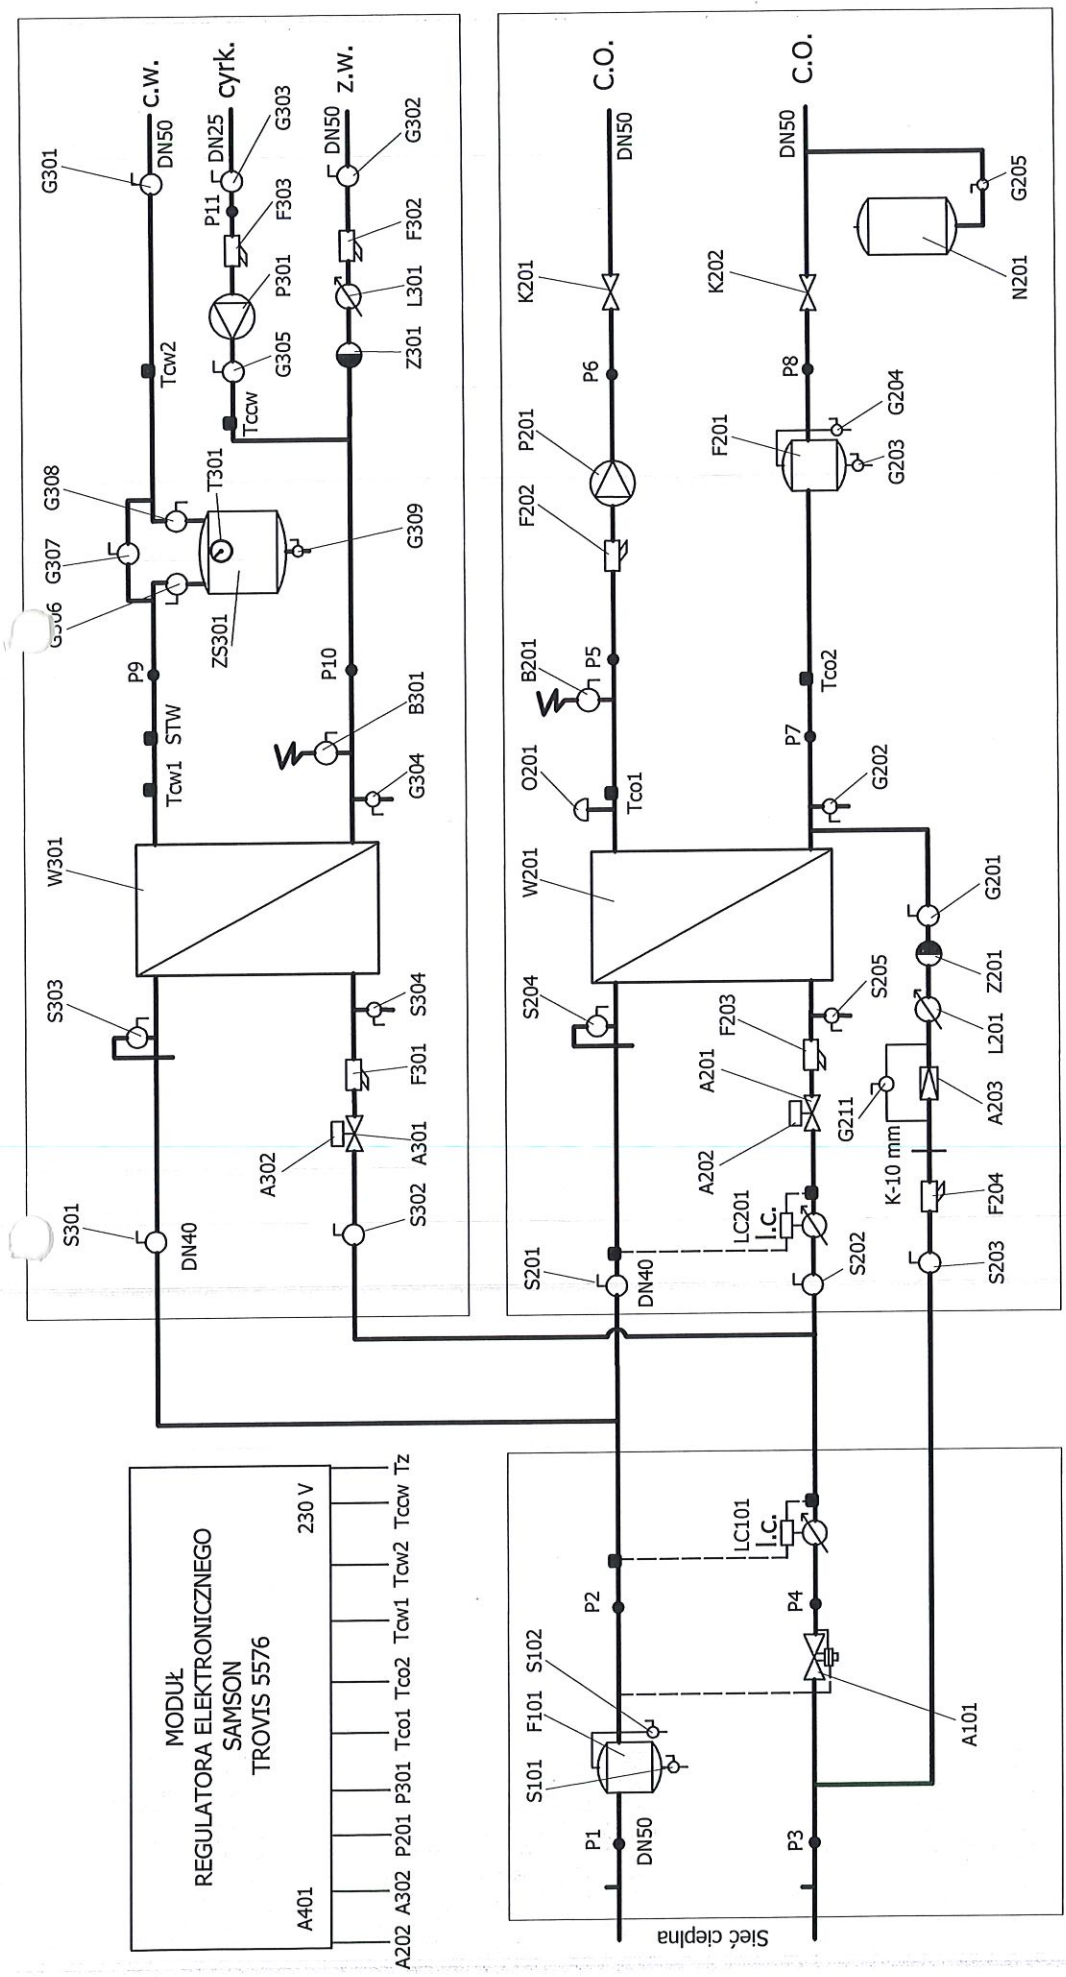 c.w.
DN50
G301
cyrk.
DN25
G303
P11
F303
P301
G305
Tccw
z.w.
DN50
G302
F302
L301
Z301
Tcw2
G308
G307
T301
G309
ZS301
P9
STW
Tcw1
P10
B301
G304
W301
S303
S304
F301
A301
A302
S302
S301
DN40
C.O.
DN50
K201
P6
P201
F202
B201
P5
O201
Tco1
C.O.
DN50
G205
N201
K202
P8
G204
F201
G203
Tco2
P7
G202
W201
G201
Z201
L201
A203
G211
K-10 mm
F204
S203
S204
S205
F203
A201
A202
LC201
I.C.
S202
S201
DN40
MODUŁ
REGULATORA ELEKTRONICZNEGO
SAMSON
TROVIS 5576
A401
230 V
A202 A302 P201 P301 Tco1 Tco2 Tcw1 Tcw2 Tccw Tz
LC101
I.C.
P2
P4
S102
F101
S101
A101
P1
DN50
P3
Sieć cieplna